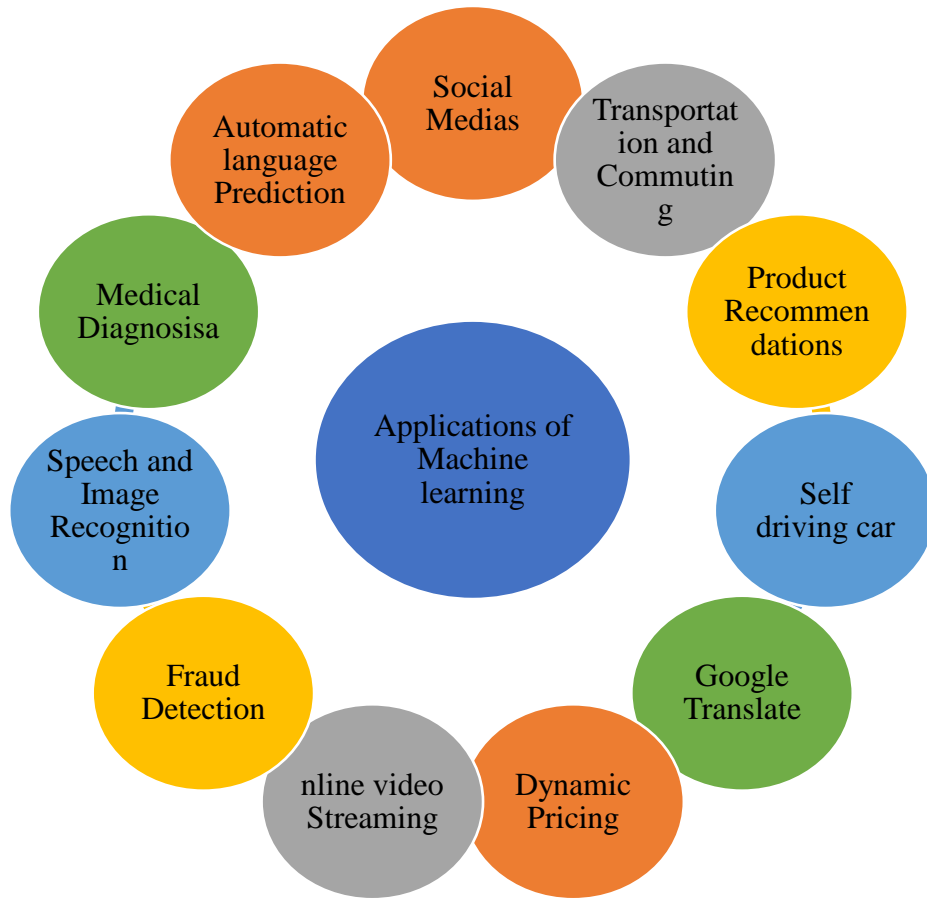 Social
Medias
Transportat
ion and
Commutin
g
Product
Recommen
dations
Self
driving car
Google
Translate
Dynamic
Pricing
nline video
Streaming
Fraud
Detection
Speech and
Image
Recognitio
n
Medical
Diagnosisa
Automatic
language
Prediction
Applications of
Machine
learning